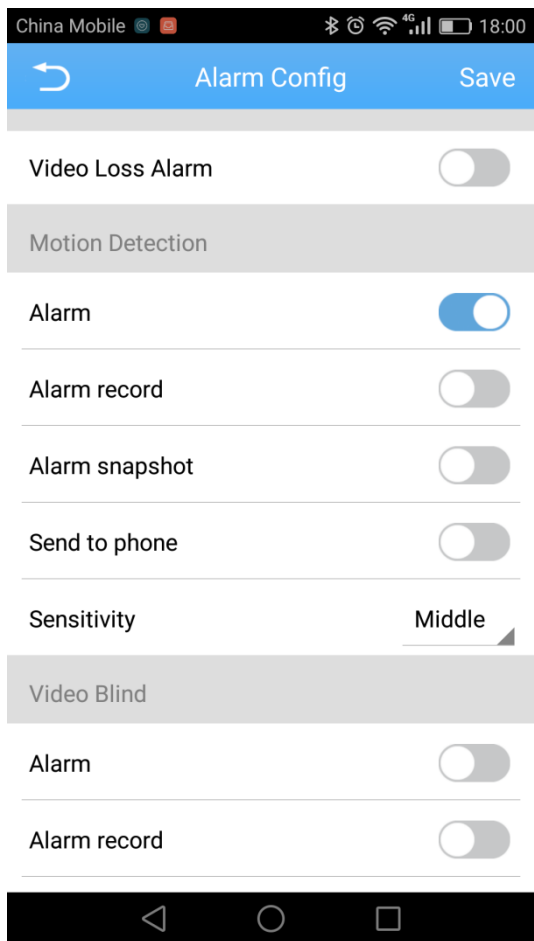 China Mobile 4G 18:00
Alarm Config Save
Video Loss Alarm
Motion Detection
Alarm
Alarm record
Alarm snapshot
Send to phone
Sensitivity Middle
Video Blind
Alarm
Alarm record